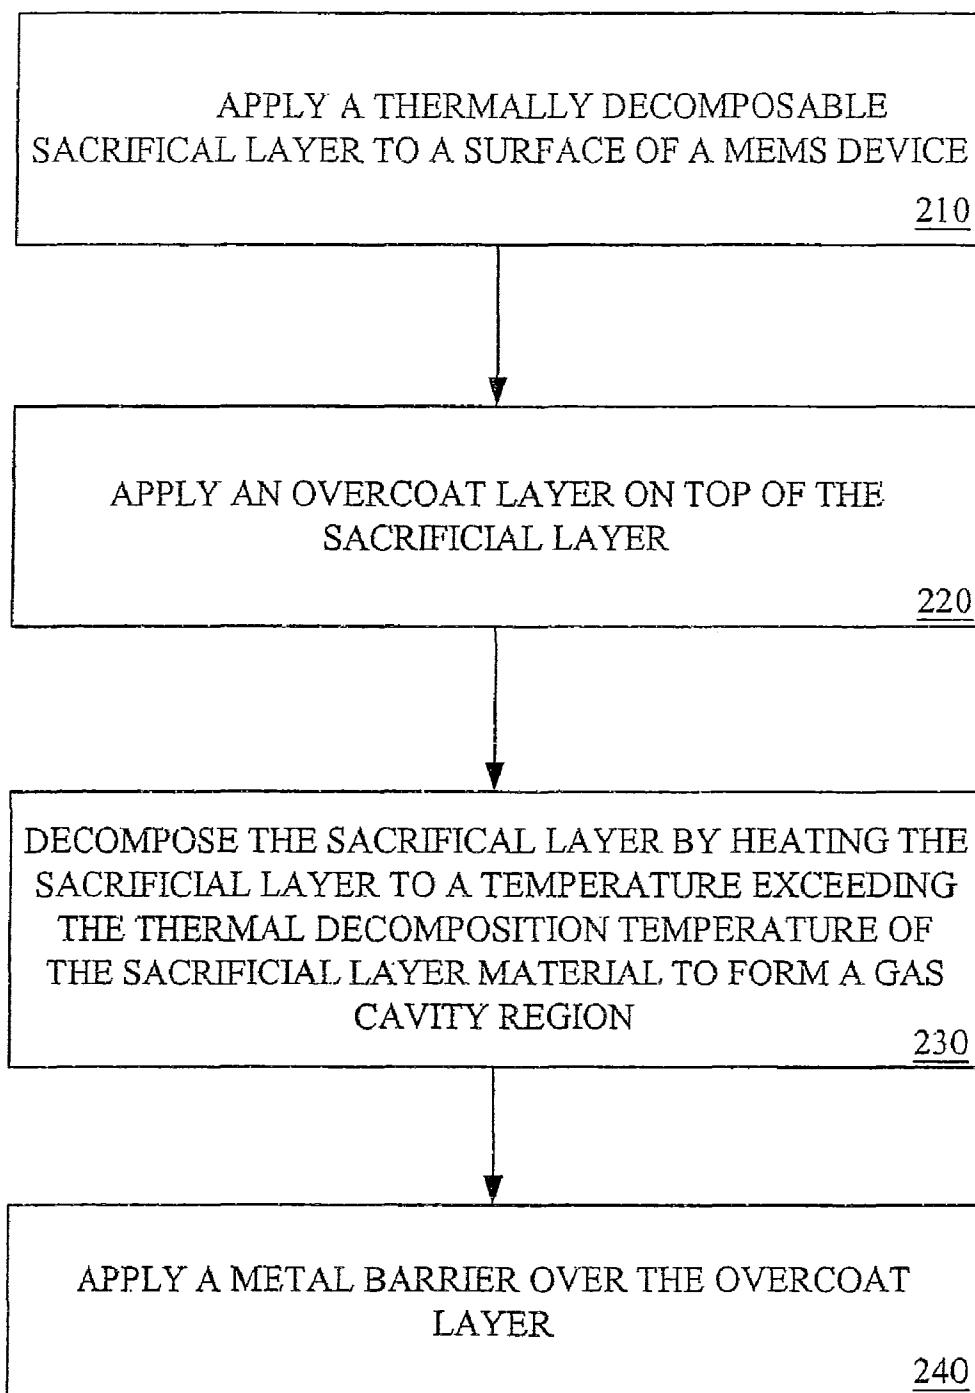 APPLY A THERMALLY DECOMPOSABLE
SACRIFICAL LAYER TO A SURFACE OF A MEMS DEVICE
210
APPLY AN OVERCOAT LAYER ON TOP OF THE
SACRIFICIAL LAYER
220
DECOMPOSE THE SACRIFICAL LAYER BY HEATING THE
SACRIFICIAL LAYER TO A TEMPERATURE EXCEEDING
THE THERMAL DECOMPOSITION TEMPERATURE OF
THE SACRIFICIAL LAYER MATERIAL TO FORM A GAS
CAVITY REGION
230
APPLY A METAL BARRIER OVER THE OVERCOAT
LAYER
240